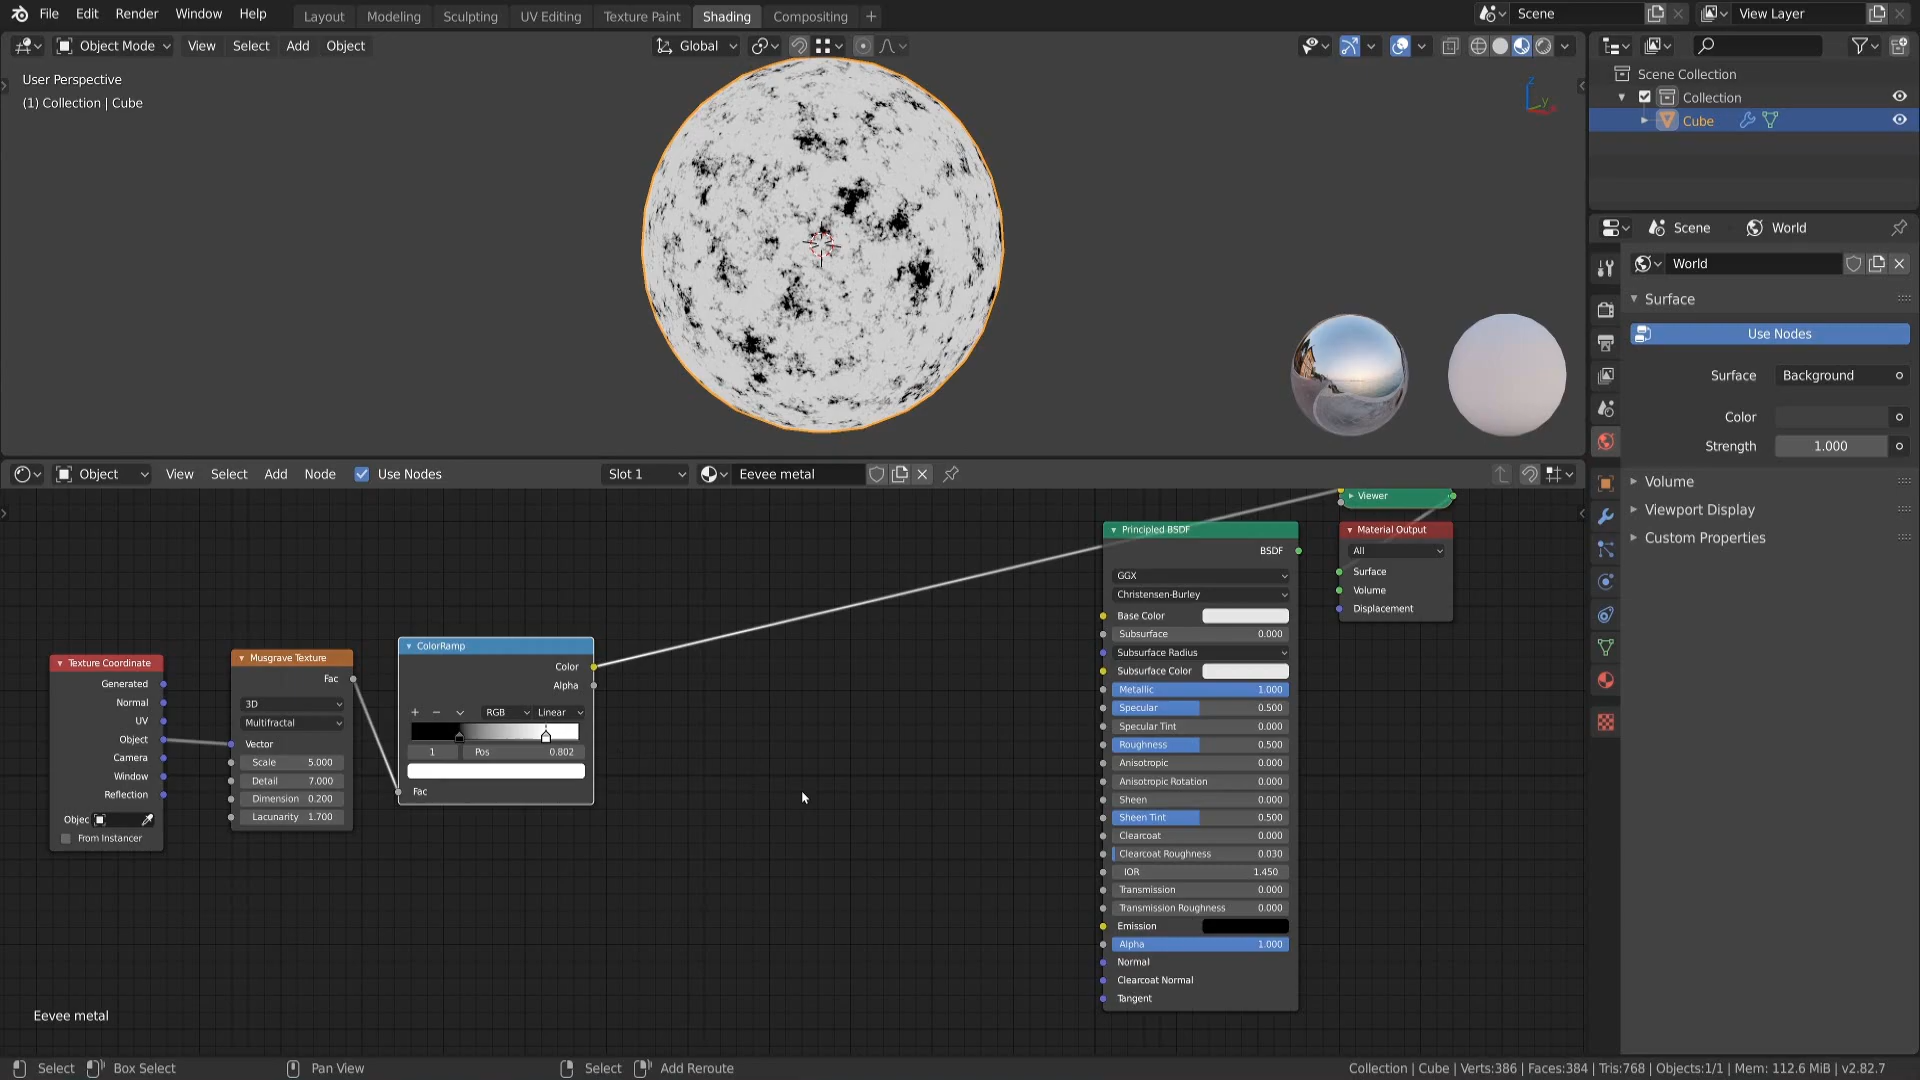 File Edit Render Window Help Layout Modeling Sculpting UV Editing Texture Paint Shading Compositing + Scene View Layer
Object Mode View Select Add Object Global
User Perspective
(1) Collection | Cube
Z
Y
Scene Collection
Collection
Cube
Scene World
World
Surface
Use Nodes
Surface Background
Color
Strength 1.000
Volume
Viewport Display
Custom Properties
Object View Select Add Node Use Nodes Slot 1 Eevee metal
Viewer
Texture Coordinate
Generated
Normal
UV
Object
Camera
Window
Reflection
Objec
From Instancer
Musgrave Texture
Fac
3D
Multifractal
Vector
Scale 5.000
Detail 7.000
Dimension 0.200
Lacunarity 1.700
ColorRamp
Color
Alpha
+ − RGB Linear
1 Pos 0.802
Fac
Principled BSDF
BSDF
GGX
Christensen-Burley
Base Color
Subsurface 0.000
Subsurface Radius
Subsurface Color
Metallic 1.000
Specular 0.500
Specular Tint 0.000
Roughness 0.500
Anisotropic 0.000
Anisotropic Rotation 0.000
Sheen 0.000
Sheen Tint 0.500
Clearcoat 0.000
Clearcoat Roughness 0.030
IOR 1.450
Transmission 0.000
Transmission Roughness 0.000
Emission
Alpha 1.000
Normal
Clearcoat Normal
Tangent
Material Output
All
Surface
Volume
Displacement
Eevee metal
Select Box Select Pan View Select Add Reroute Collection | Cube | Verts:386 | Faces:384 | Tris:768 | Objects:1/1 | Mem: 112.6 MiB | v2.82.7